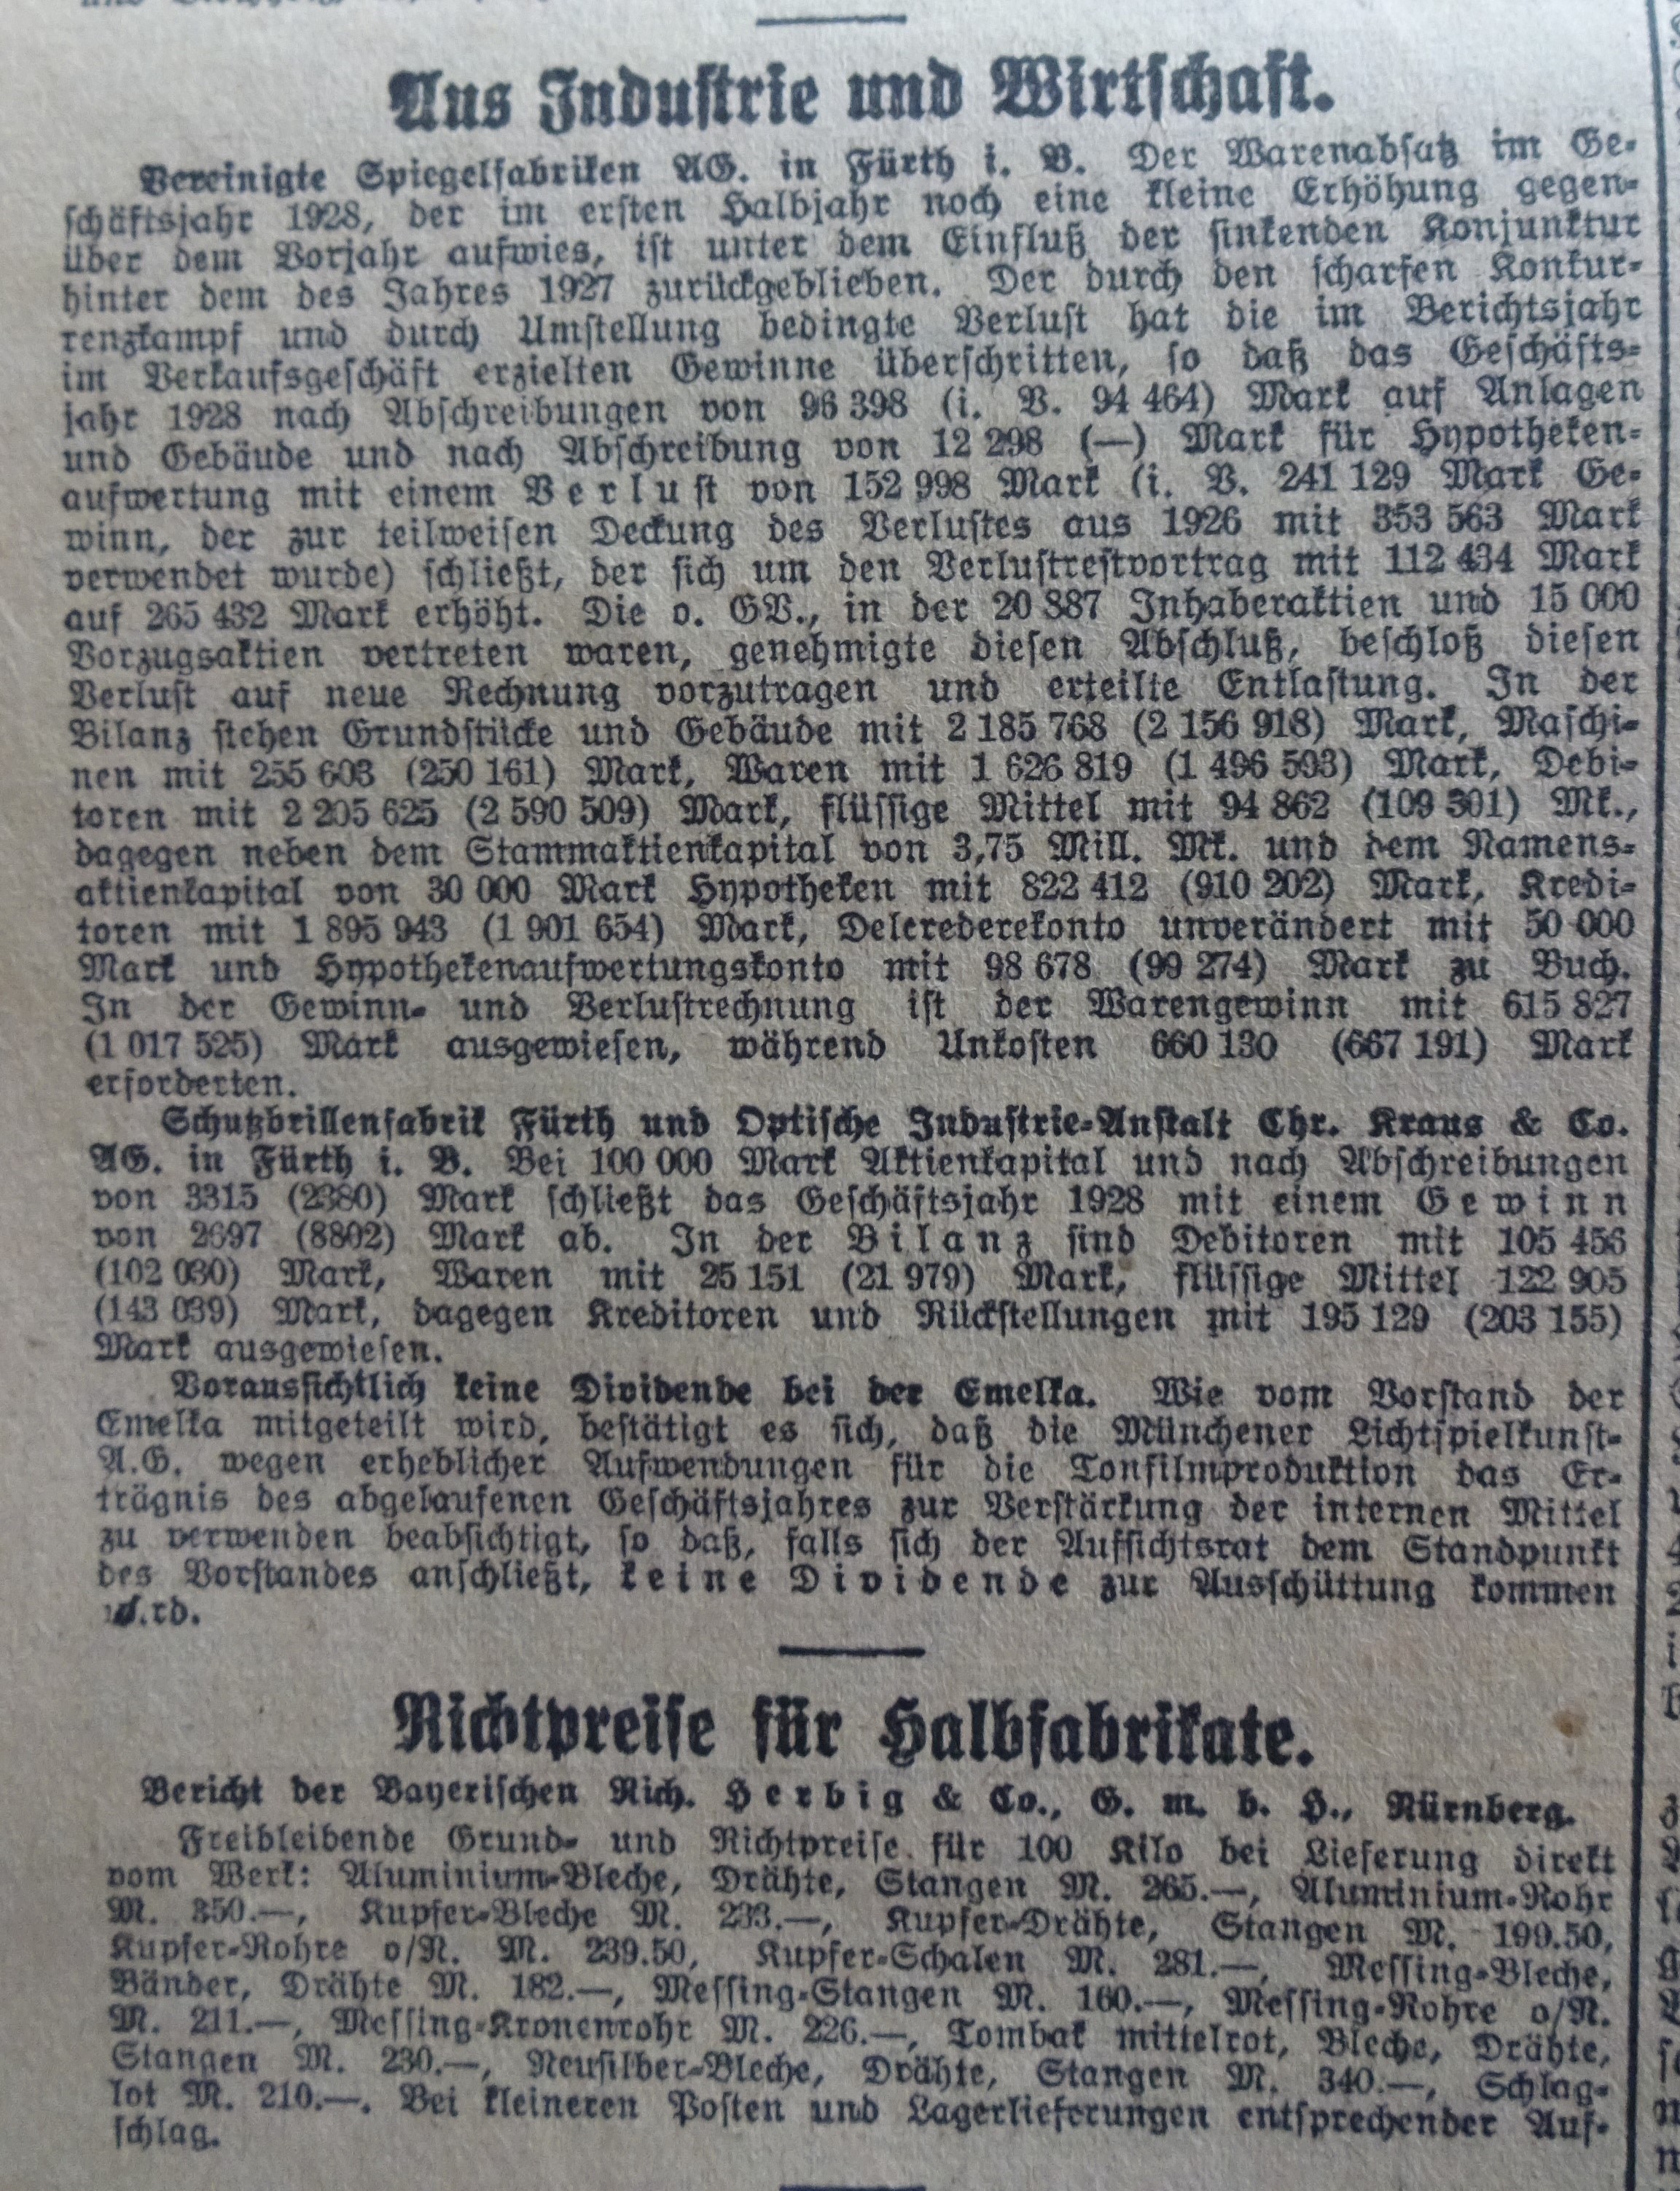 Aus Industrie und Wirtschaft.
Vereinigte Spiegelfabriken AG. in Fürth i. B. Der Warenabsatz im Ge-
schäftsjahr 1928, der im ersten Halbjahr noch eine kleine Erhöhung gegen-
über dem Vorjahr aufwies, ist unter dem Einfluß der sinkenden Konjunktur
hinter dem des Jahres 1927 zurückgeblieben. Der durch den scharfen Konkur-
renzkampf und durch Umstellung bedingte Verlust hat die im Berichtsjahr
im Verkaufsgeschäft erzielten Gewinne überschritten, so daß das Geschäfts-
jahr 1928 nach Abschreibungen von 96 398 (i. V. 94 464) Mark auf Anlagen
und Gebäude und nach Abschreibung von 12 298 (—) Mark für Hypotheken-
aufwertung mit einem Verlust von 152 998 Mark (i. V. 241 129 Mark Ge-
winn, der zur teilweisen Deckung des Verlustes aus 1926 mit 353 563 Mark
verwendet wurde) schließt, der sich um den Verlustrestvortrag mit 112 434 Mark
auf 265 432 Mark erhöht. Die o. GV., in der 20 887 Inhaberaktien und 15 000
Vorzugsaktien vertreten waren, genehmigte diesen Abschluß, beschloß diesen
Verlust auf neue Rechnung vorzutragen und erteilte Entlastung. In der
Bilanz stehen Grundstücke und Gebäude mit 2 185 768 (2 156 918) Mark, Maschi-
nen mit 255 603 (250 161) Mark, Waren mit 1 626 819 (1 496 593) Mark, Debi-
toren mit 2 205 625 (2 590 509) Mark, flüssige Mittel mit 94 862 (109 301) Mk.,
dagegen neben dem Stammaktienkapital von 3,75 Mill. Mk. und dem Namens-
aktienkapital von 30 000 Mark Hypotheken mit 822 412 (910 202) Mark, Kredi-
toren mit 1 895 943 (1 901 654) Mark, Delcrederekonto unverändert mit 50 000
Mark und Hypothekenaufwertungskonto mit 98 678 (99 274) Mark zu Buch.
In der Gewinn- und Verlustrechnung ist der Warengewinn mit 615 827
(1 017 525) Mark ausgewiesen, während Unkosten 660 130 (667 191) Mark
erforderten.
Schutzbrillenfabrik Fürth und Optische Industrie-Anstalt Chr. Kraus & Co.
AG. in Fürth i. B. Bei 100 000 Mark Aktienkapital und nach Abschreibungen
von 3315 (2380) Mark schließt das Geschäftsjahr 1928 mit einem Gewinn
von 2697 (8802) Mark ab. In der Bilanz sind Debitoren mit 105 456
(102 030) Mark, Waren mit 25 151 (21 979) Mark, flüssige Mittel 122 905
(143 039) Mark, dagegen Kreditoren und Rückstellungen mit 195 129 (203 155)
Mark ausgewiesen.
Voraussichtlich keine Dividende bei der Emelka. Wie vom Vorstand der
Emelka mitgeteilt wird, bestätigt es sich, daß die Münchener Lichtspielkunst-
A.G. wegen erheblicher Aufwendungen für die Tonfilmproduktion das Er-
trägnis des abgelaufenen Geschäftsjahres zur Verstärkung der internen Mittel
zu verwenden beabsichtigt, so daß, falls sich der Aufsichtsrat dem Standpunkt
des Vorstandes anschließt, keine Dividende zur Ausschüttung kommen
Richtpreise für Halbfabrikate.
Bericht der Bayerischen Rich. Herbig & Co., G. m. b. H., Nürnberg.
Freibleibende Grund- und Richtpreise für 100 Kilo bei Lieferung direkt
vom Werk: Aluminium-Bleche, Drähte, Stangen M. 265.—, Aluminium-Rohr
M. 350.—, Kupfer-Bleche M. 233.—, Kupfer-Drähte, Stangen M. 199.50,
Kupfer-Rohre o/N. M. 239.50, Kupfer-Schalen M. 281.—, Messing-Bleche,
Bänder, Drähte M. 182.—, Messing-Stangen M. 160.—, Messing-Rohre o/N.
M. 211.—, Messing-Kronenrohr M. 226.—, Tombak mittelrot, Bleche, Drähte,
Stangen M. 230.—, Neusilber-Bleche, Drähte, Stangen M. 340.—, Schlag-
lot M. 210.—. Bei kleineren Posten und Lagerlieferungen entsprechender Auf-
schlag.